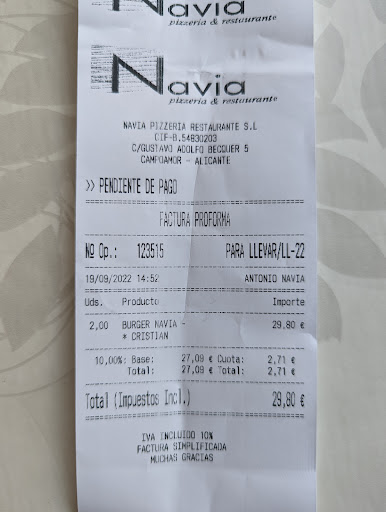 Navia
pizzería & restaurante
Navia
pizzería & restaurante
NAVIA PIZZERIA RESTAURANTE S.L
CIF-B.54830203
C/GUSTAVO ADOLFO BECQUER 5
CAMPOAMOR - ALICANTE
>> PENDIENTE DE PAGO
FACTURA PROFORMA
Nº Op.: 123515 PARA LLEVAR/LL-22
19/09/2022 14:52 ANTONIO NAVIA
Uds. Producto Importe
2,00 BURGER NAVIA - 29,80 €
* CRISTIAN
10,00%: Base: 27,09 € Cuota: 2,71 €
Total: 27,09 € Total: 2,71 €
Total (Impuestos Incl.) 29,80 €
IVA INCLUIDO 10%
FACTURA SIMPLIFICADA
MUCHAS GRACIAS